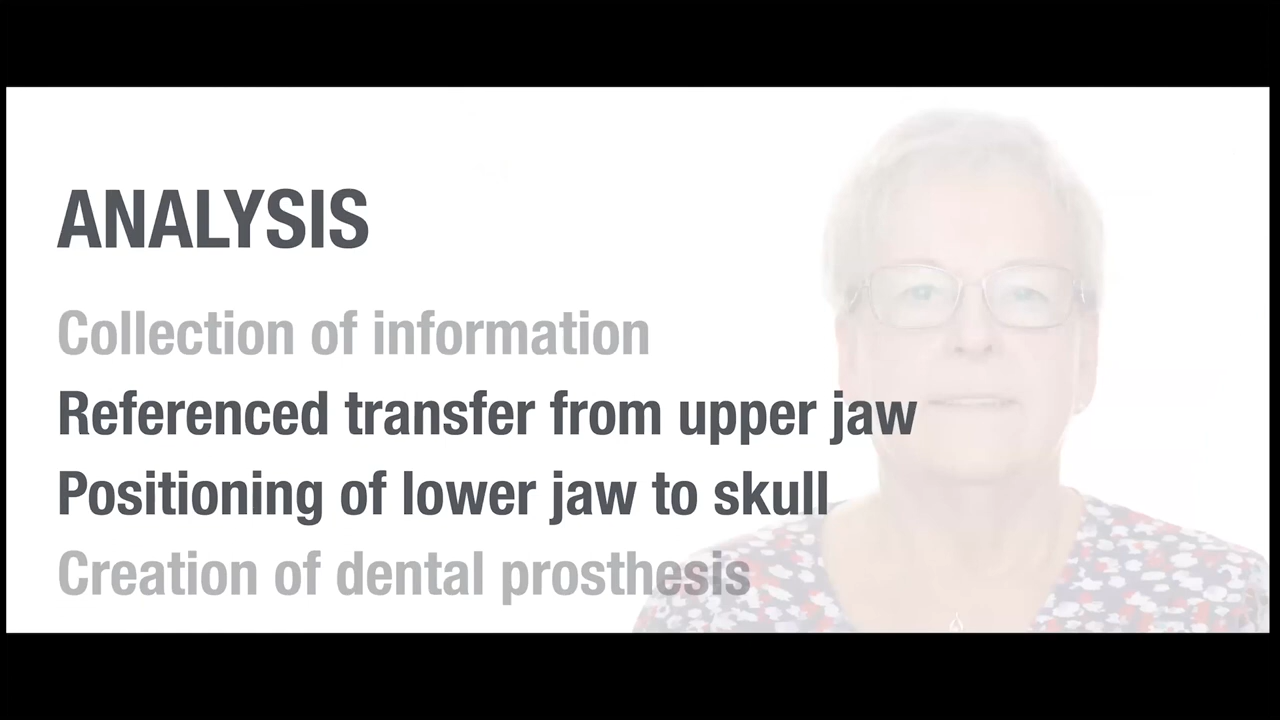 ANALYSIS
Collection of information
Referenced transfer from upper jaw
Positioning of lower jaw to skull
Creation of dental prosthesis